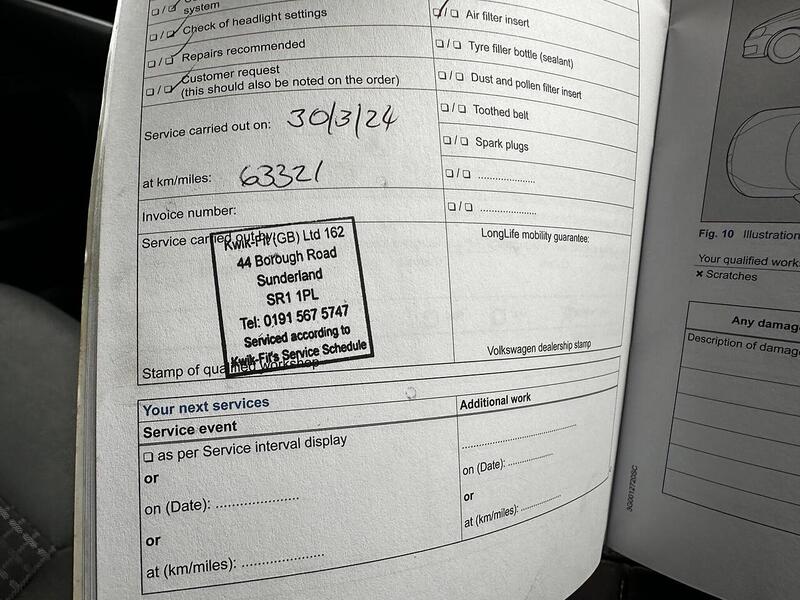 system
❏ / ❏ Check of headlight settings
❏ / ❏ Repairs recommended
❏ / ❏ Customer request
(this should also be noted on the order)
Service carried out on: 30/3/24
at km/miles: 63321
Invoice number:
Service carried out by:
Kwik-Fit (GB) Ltd 162
44 Borough Road
Sunderland
SR1 1PL
Tel: 0191 567 5747
Serviced according to
Kwik-Fit's Service Schedule
Stamp of qualified workshop
❏ / ❏ Air filter insert
❏ / ❏ Tyre filler bottle (sealant)
❏ / ❏ Dust and pollen filter insert
❏ / ❏ Toothed belt
❏ / ❏ Spark plugs
❏ / ❏ ....................
❏ / ❏ ....................
LongLife mobility guarantee:
Volkswagen dealership stamp
Your next services
Service event
❏ as per Service interval display
or
on (Date): ....................
or
at (km/miles): ....................
Additional work
............................
on (Date): ...............
or
at (km/miles): ...............
3G0012720SC
Fig. 10 Illustration
Your qualified
✕ Scratches
Any
Description of